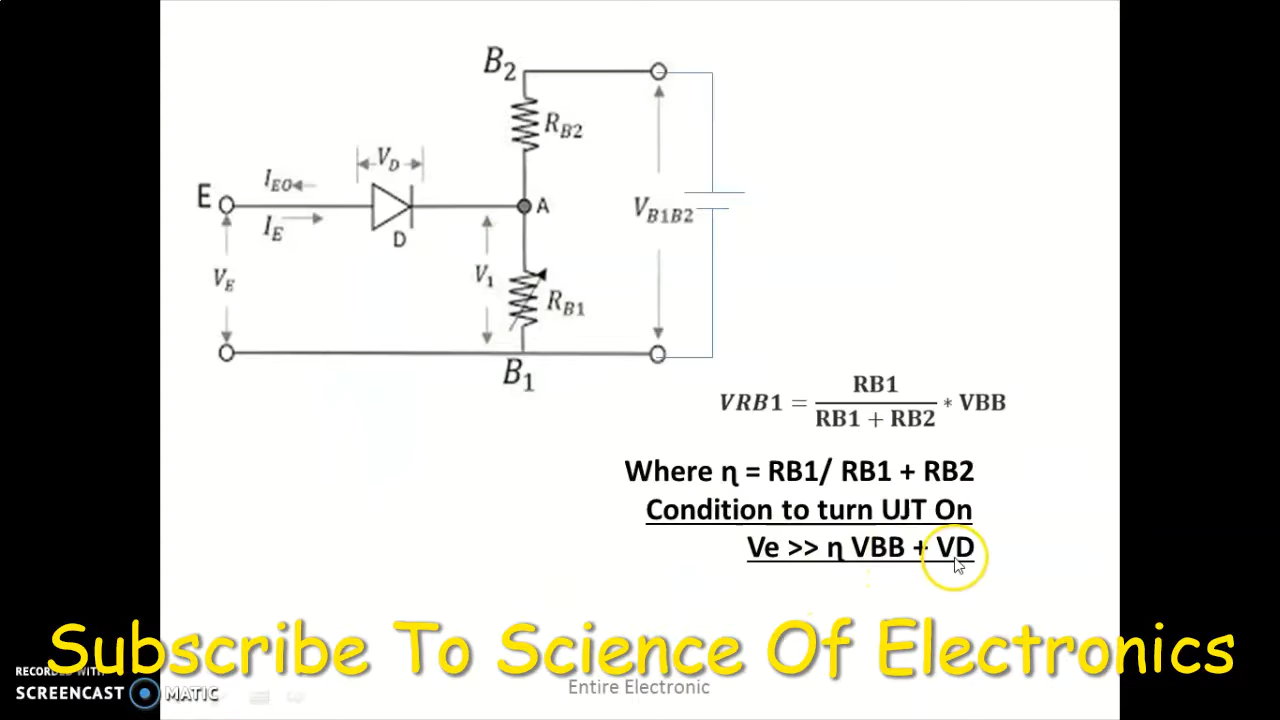 B2
RB2
VD
IEO
E
A
IE
D
VB1B2
VE
V1
RB1
B1
VRB1 = RB1 / RB1 + RB2 * VBB
Where η = RB1/ RB1 + RB2
Condition to turn UJT On
Ve >> η VBB + VD
Subscribe To Science Of Electronics
RECORDED WITH
SCREENCAST MATIC
Entire Electronic